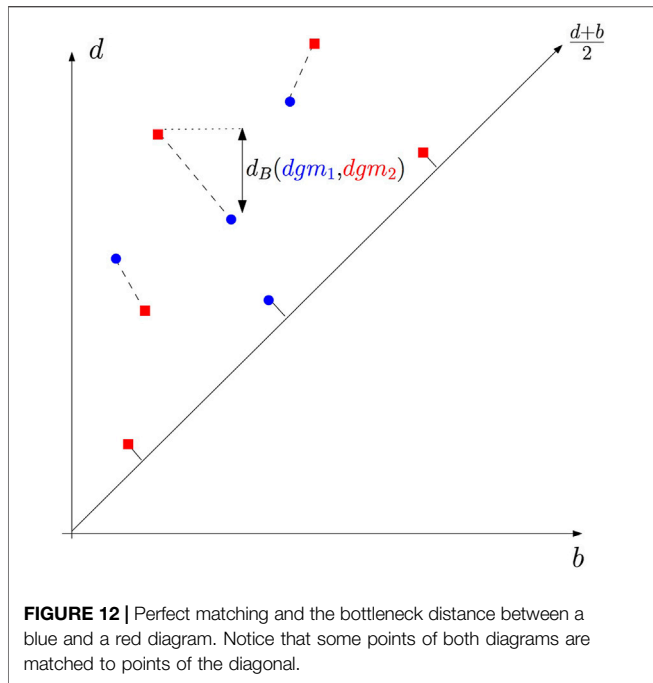 d
d+b
2
d_B(dgm_1,dgm_2)
b
FIGURE 12 | Perfect matching and the bottleneck distance between a
blue and a red diagram. Notice that some points of both diagrams are
matched to points of the diagonal.